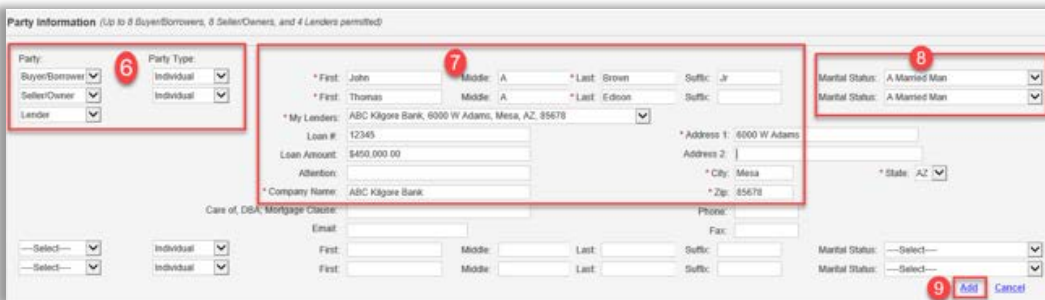 Party Information (Up to 8 Buyer/Borrowers, 8 Seller/Owners, and 4 Lenders permitted)
6 7 8
Party: Party Type:
Buyer/Borrower Individual * First: John Middle: A * Last: Brown Suffix: Jr Marital Status: A Married Man
Seller/Owner Individual * First: Thomas Middle: A * Last: Edison Suffix: Marital Status: A Married Man
Lender * My Lenders: ABC Kilgore Bank, 6000 W Adams, Mesa, AZ, 85678
Loan #: 12345 * Address 1: 6000 W Adams
Loan Amount: $450,000.00 Address 2:
Attention: * City: Mesa * State: AZ
* Company Name: ABC Kilgore Bank * Zip: 85678
Care of, DBA, Mortgage Clause: Phone:
Email: Fax:
----Select---- Individual First: Middle: Last: Suffix: Marital Status: ----Select----
----Select---- Individual First: Middle: Last: Suffix: Marital Status: ----Select----
9 Add Cancel